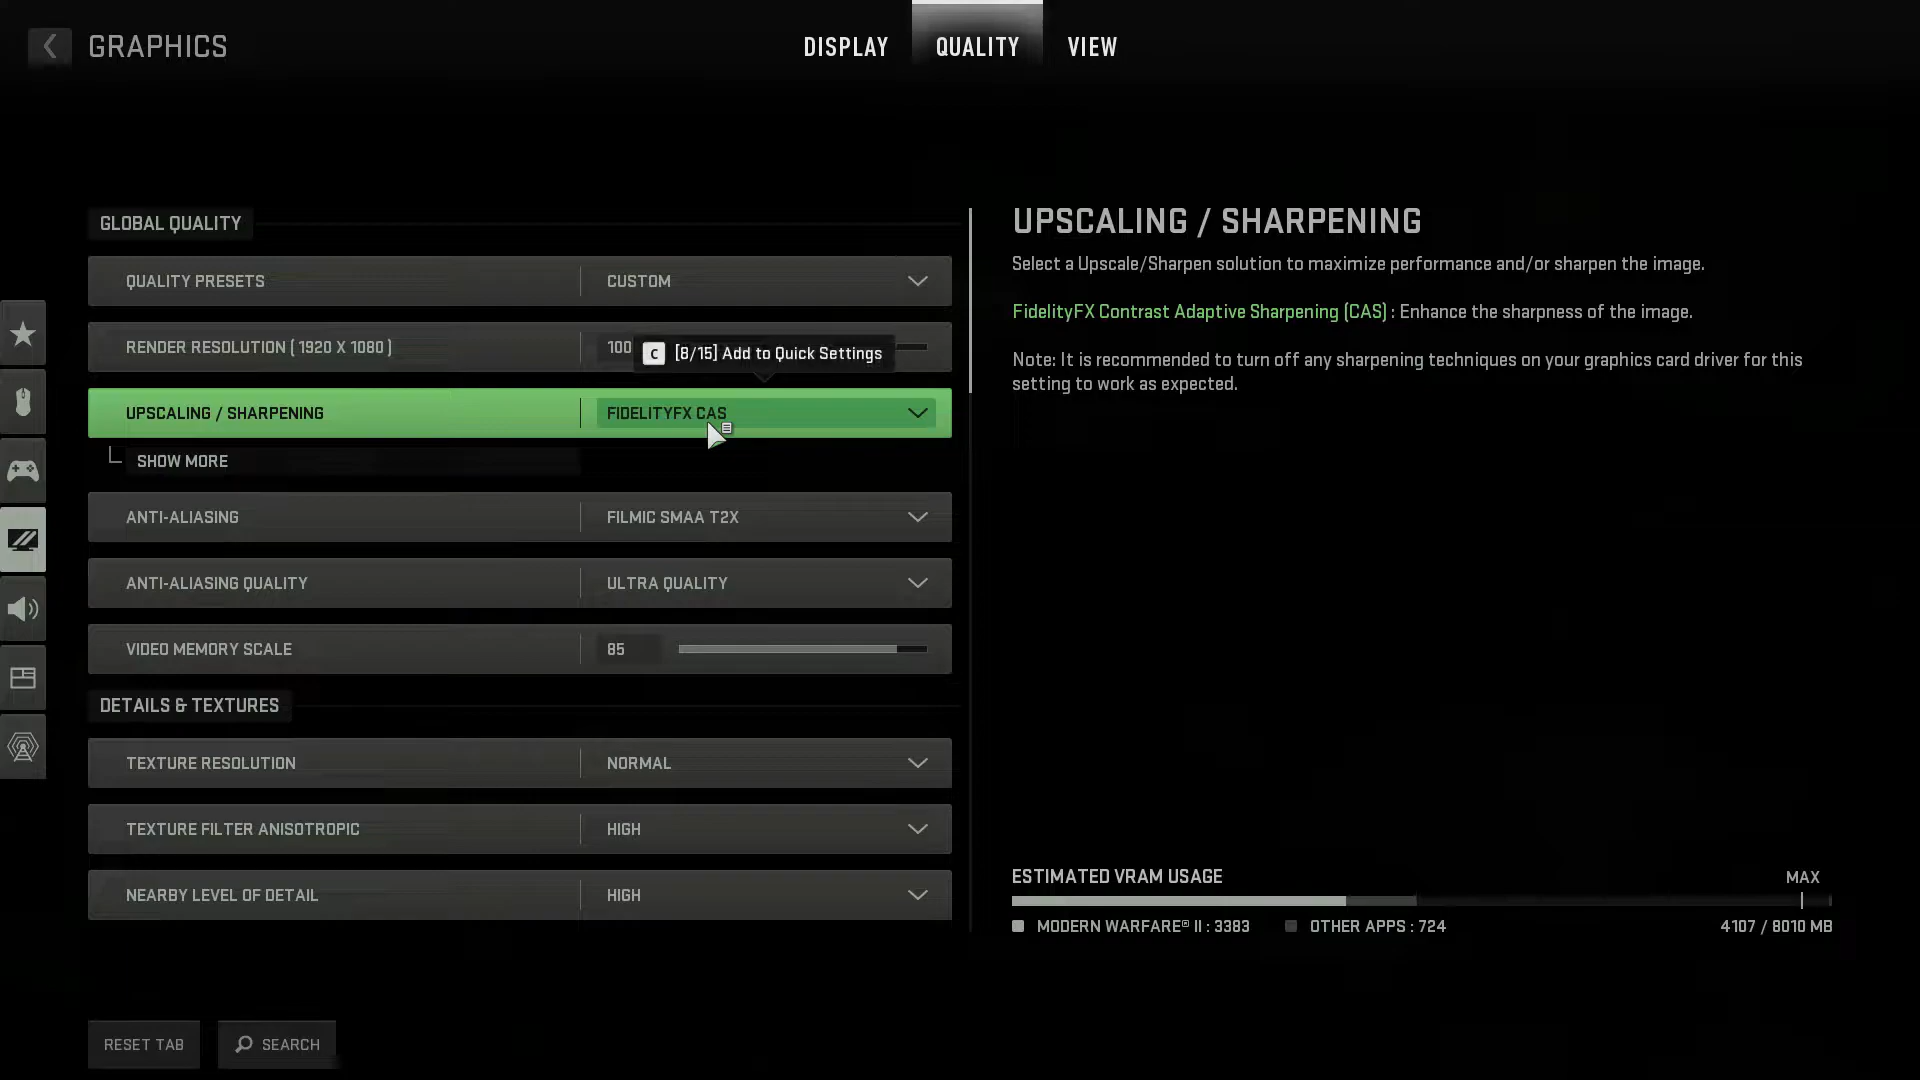 GRAPHICS
DISPLAY
QUALITY
VIEW
GLOBAL QUALITY
QUALITY PRESETS
CUSTOM
RENDER RESOLUTION ( 1920 X 1080 )
100
C
[8/15] Add to Quick Settings
UPSCALING / SHARPENING
FIDELITYFX CAS
SHOW MORE
ANTI-ALIASING
FILMIC SMAA T2X
ANTI-ALIASING QUALITY
ULTRA QUALITY
VIDEO MEMORY SCALE
85
DETAILS & TEXTURES
TEXTURE RESOLUTION
NORMAL
TEXTURE FILTER ANISOTROPIC
HIGH
NEARBY LEVEL OF DETAIL
HIGH
UPSCALING / SHARPENING
Select a Upscale/Sharpen solution to maximize performance and/or sharpen the image.
FidelityFX Contrast Adaptive Sharpening (CAS) : Enhance the sharpness of the image.
Note: It is recommended to turn off any sharpening techniques on your graphics card driver for this
setting to work as expected.
ESTIMATED VRAM USAGE
MAX
MODERN WARFARE® II : 3383
OTHER APPS : 724
4107 / 8010 MB
RESET TAB
SEARCH